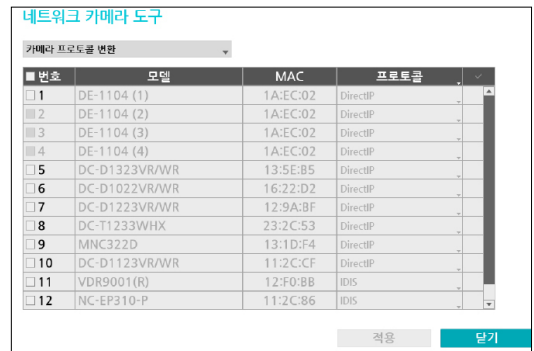 네트워크 카메라 도구
카메라 프로토콜 변환
번호 모델 MAC 프로토콜
1 DE-1104 (1) 1A:EC:02 DirectIP
2 DE-1104 (2) 1A:EC:02 DirectIP
3 DE-1104 (3) 1A:EC:02 DirectIP
4 DE-1104 (4) 1A:EC:02 DirectIP
5 DC-D1323VR/WR 13:5E:B5 DirectIP
6 DC-D1022VR/WR 16:22:D2 DirectIP
7 DC-D1223VR/WR 12:9A:BF DirectIP
8 DC-T1233WHX 23:2C:53 DirectIP
9 MNC322D 13:1D:F4 DirectIP
10 DC-D1123VR/WR 11:2C:CF DirectIP
11 VDR9001(R) 12:F0:BB IDIS
12 NC-EP310-P 11:2C:86 IDIS
적용 닫기